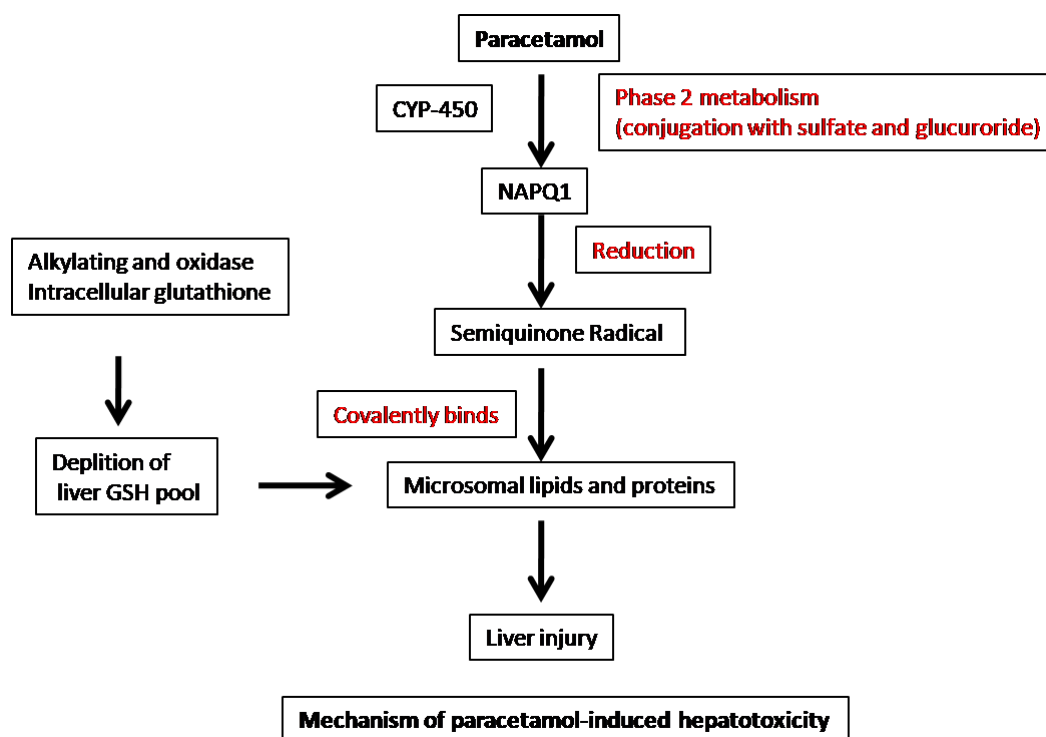 Paracetamol
CYP-450
Phase 2 metabolism
(conjugation with sulfate and glucuroride)
NAPQ1
Reduction
Alkylating and oxidase
Intracellular glutathione
Semiquinone Radical
Covalently binds
Deplition of
liver GSH pool
Microsomal lipids and proteins
Liver injury
Mechanism of paracetamol-induced hepatotoxicity